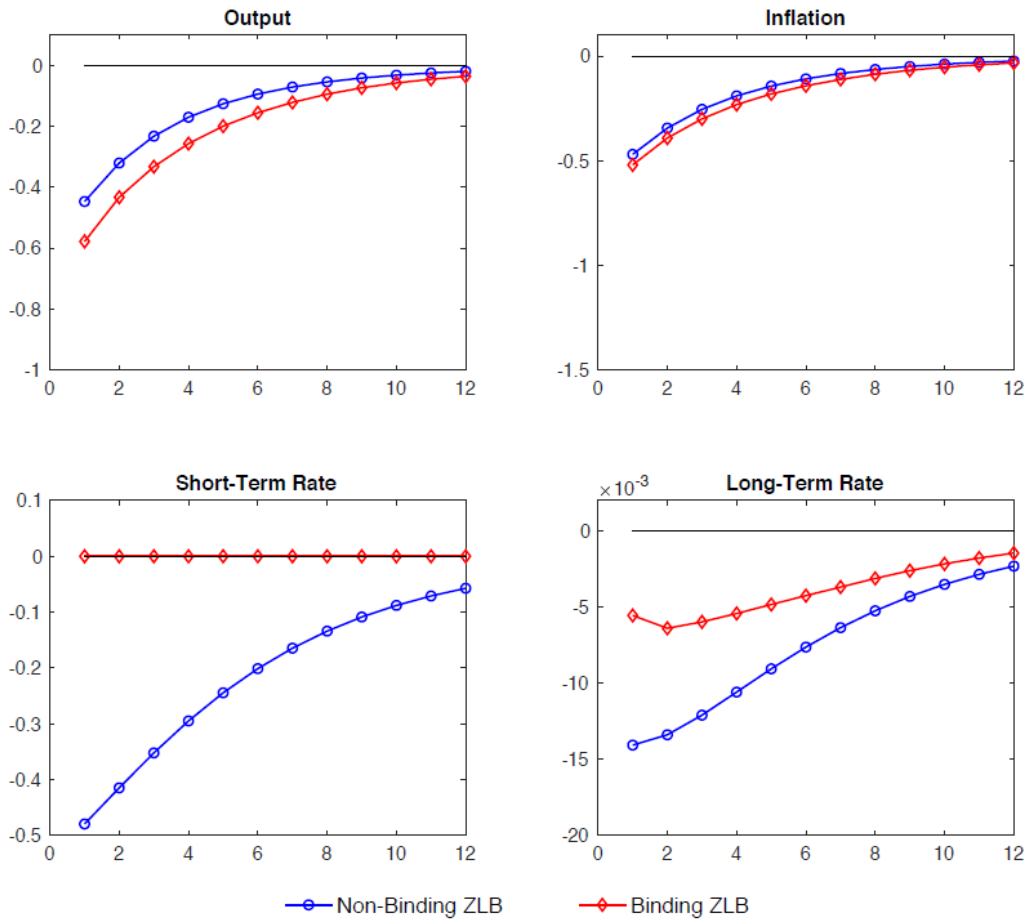 Output
0
-0.2
-0.4
-0.6
-0.8
-1
0 2 4 6 8 10 12
Inflation
0
-0.5
-1
-1.5
0 2 4 6 8 10 12
Short-Term Rate
0.1
0
-0.1
-0.2
-0.3
-0.4
-0.5
0 2 4 6 8 10 12
Long-Term Rate
×10⁻³
0
-5
-10
-15
-20
0 2 4 6 8 10 12
Non-Binding ZLB Binding ZLB